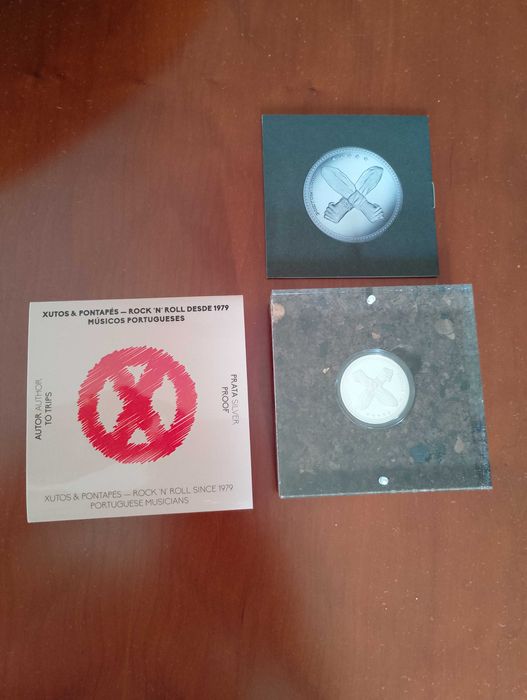 XUTOS & PONTAPÉS — ROCK 'N' ROLL DESDE 1979
MÚSICOS PORTUGUESES
AUTOR AUTHOR
TO TRIPS
PRATA SILVER
PROOF
XUTOS & PONTAPÉS — ROCK 'N' ROLL SINCE 1979
PORTUGUESE MUSICIANS